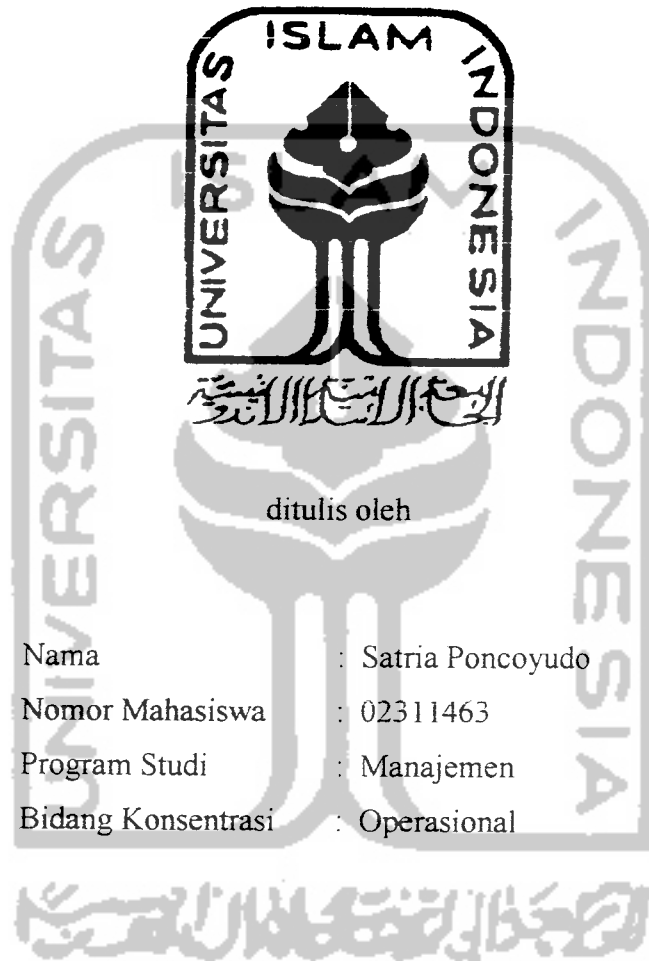 UNIVERSITAS ISLAM INDONESIA
ditulis oleh
Nama : Satria Poncoyudo
Nomor Mahasiswa : 02311463
Program Studi : Manajemen
Bidang Konsentrasi : Operasional